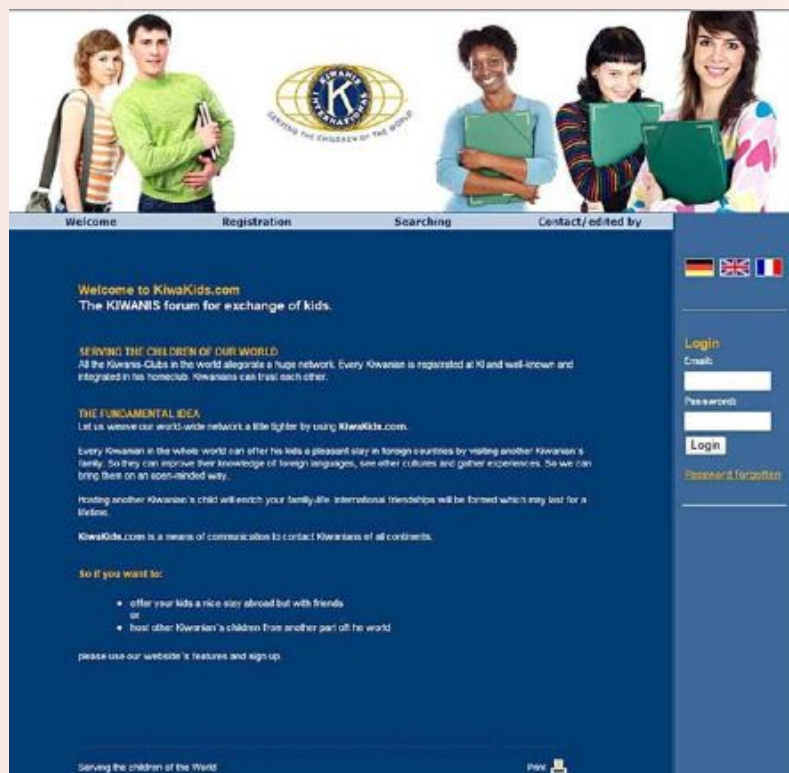 KIWANIS
INTERNATIONAL
K
SERVING THE CHILDREN OF THE WORLD
Welcome Registration Searching Contact/edited by
Welcome to KiwaKids.com
The KIWANIS forum for exchange of kids.
SERVING THE CHILDREN OF OUR WORLD
All the Kiwanis-Clubs in the world allegorate a huge network. Every Kiwanian is registered at KI and well-known and
integrated in his homeclub. Kiwanians can trust each other.
THE FUNDAMENTAL IDEA
Let us weave our world-wide network a little tighter by using KiwaKids.com.
Every Kiwanian in the whole world can offer his kids a pleasant stay in foreign countries by visiting another Kiwanian´s
family. So they can improve their knowledge of foreign languages, see other cultures and gather experiences. So we can
bring them on an open-minded way.
Hosting another Kiwanian´s child will enrich your family-life. International friendships will be formed which may last for a
lifetime.
KiwaKids.com is a means of communication to contact Kiwanians of all continents.
So if you want to:
• offer your kids a nice stay abroad but with friends
or
• host other Kiwanian´s children from another part off he world
please use our website´s features and sign up.
Serving the children of the World Print
Login
Email:
Password:
Login
Password forgotten